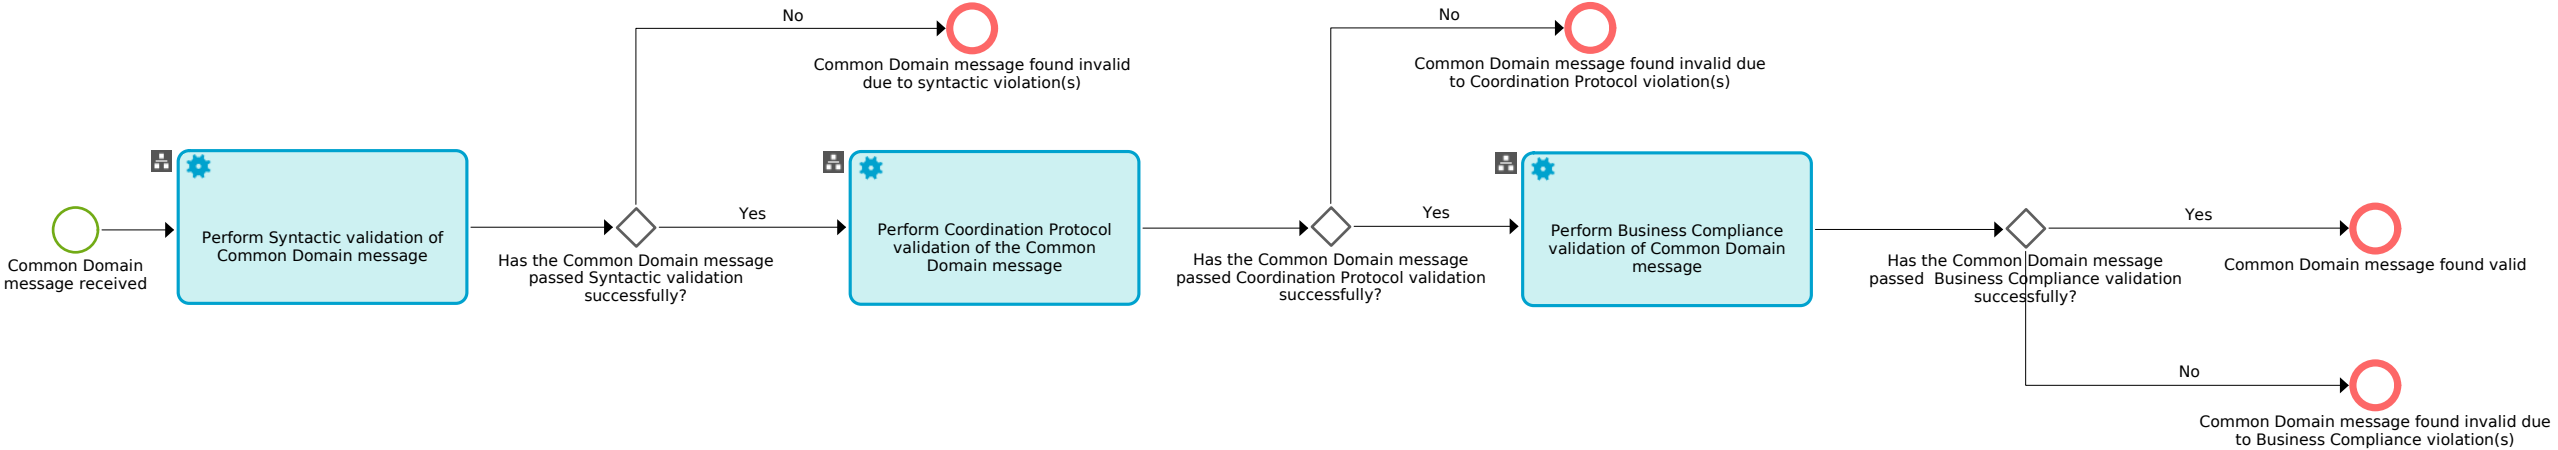 No
Common Domain message found invalid
due to syntactic violation(s)
No
Common Domain message found invalid due
to Coordination Protocol violation(s)
Common Domain
message received
Perform Syntactic validation of
Common Domain message
Has the Common Domain message
passed Syntactic validation
successfully?
Yes
Perform Coordination Protocol
validation of the Common
Domain message
Has the Common Domain message
passed Coordination Protocol validation
successfully?
Yes
Perform Business Compliance
validation of Common Domain
message
Has the Common Domain message
passed  Business Compliance validation
successfully?
Yes
Common Domain message found valid
No
Common Domain message found invalid due
to Business Compliance violation(s)